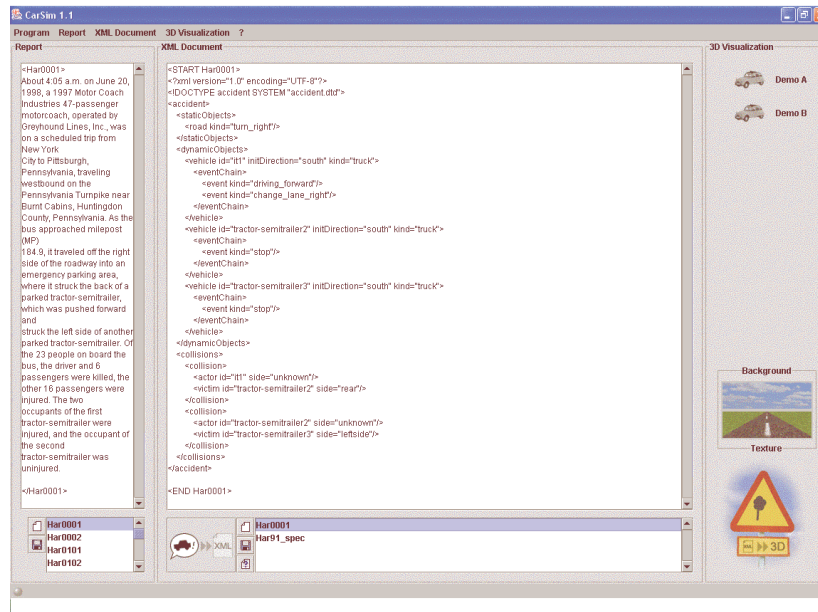 CarSim 1.1
Program Report XML Document 3D Visualization ?
Report
<Har0001>
About 4:05 a.m. on June 20,
1998, a 1997 Motor Coach
Industries 47-passenger
motorcoach, operated by
Greyhound Lines, Inc., was
on a scheduled trip from
New York
City to Pittsburgh,
Pennsylvania, traveling
westbound on the
Pennsylvania Turnpike near
Burnt Cabins, Huntingdon
County, Pennsylvania. As the
bus approached milepost
(MP)
184.9, it traveled off the right
side of the roadway into an
emergency parking area,
where it struck the back of a
parked tractor-semitrailer,
which was pushed forward
and
struck the left side of another
parked tractor-semitrailer. Of
the 23 people on board the
bus, the driver and 6
passengers were killed, the
other 16 passengers were
injured. The two
occupants of the first
tractor-semitrailer were
injured, and the occupant of
the second
tractor-semitrailer was
uninjured.
</Har0001>
Har0001
Har0002
Har0101
Har0102
XML Document
<START Har0001>
<?xml version="1.0" encoding="UTF-8"?>
<!DOCTYPE accident SYSTEM "accident.dtd">
<accident>
<staticObjects>
<road kind="turn_right"/>
</staticObjects>
<dynamicObjects>
<vehicle id="it1" initDirection="south" kind="truck">
<eventChain>
<event kind="driving_forward"/>
<event kind="change_lane_right"/>
</eventChain>
</vehicle>
<vehicle id="tractor-semitrailer2" initDirection="south" kind="truck">
<eventChain>
<event kind="stop"/>
</eventChain>
</vehicle>
<vehicle id="tractor-semitrailer3" initDirection="south" kind="truck">
<eventChain>
<event kind="stop"/>
</eventChain>
</vehicle>
</dynamicObjects>
<collisions>
<collision>
<actor id="it1" side="unknown"/>
<victim id="tractor-semitrailer2" side="rear"/>
</collision>
<collision>
<actor id="tractor-semitrailer2" side="unknown"/>
<victim id="tractor-semitrailer3" side="leftside"/>
</collision>
</collisions>
</accident>
<END Har0001>
XML
Har0001
Har91_spec
3D Visualization
Demo A
Demo B
Background
Texture
XML 3D